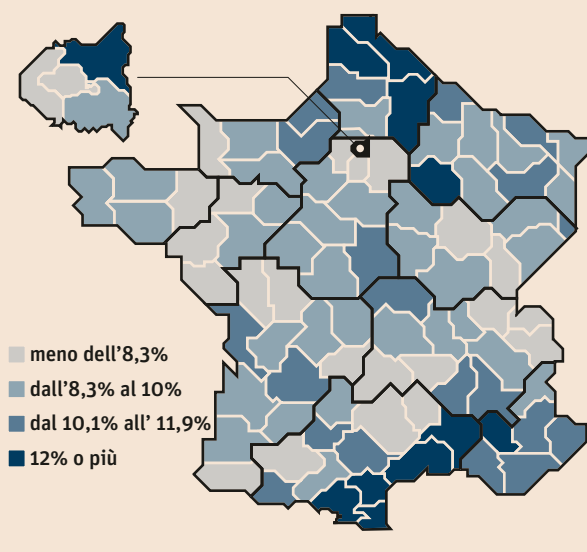 meno dell'8,3%
dall'8,3% al 10%
dal 10,1% all' 11,9%
12% o più